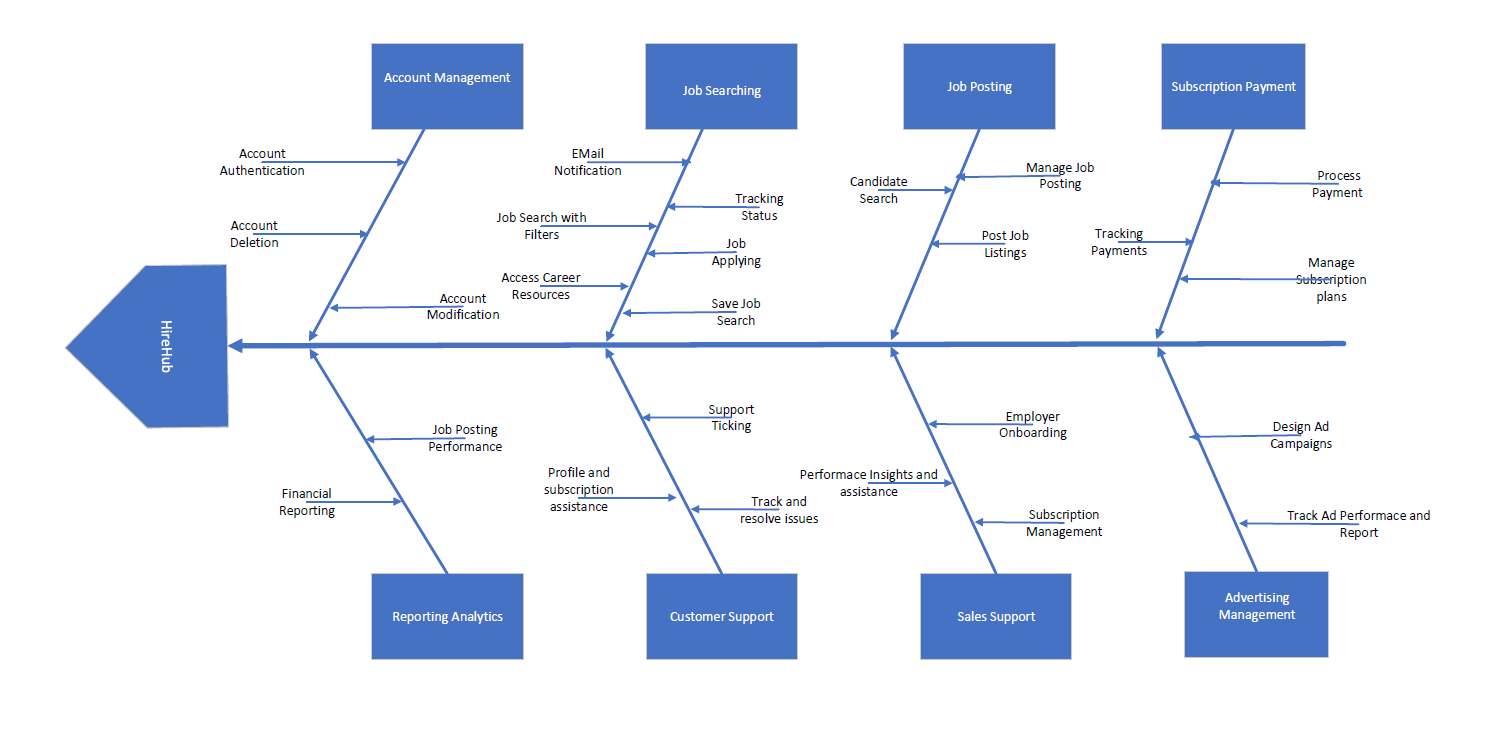 Account Management
Job Searching
Job Posting
Subscription Payment
Account
Authentication
Account
Deletion
Account
Modification
EMail
Notification
Tracking
Status
Job Search with
Filters
Job
Applying
Access Career
Resources
Save Job
Search
Manage Job
Posting
Candidate
Search
Post Job
Listings
Process
Payment
Tracking
Payments
Manage
Subscription
plans
HireHub
Job Posting
Performance
Financial
Reporting
Support
Ticking
Profile and
subscription
assistance
Track and
resolve issues
Employer
Onboarding
Performace Insights and
assistance
Subscription
Management
Design Ad
Campaigns
Track Ad Performace and
Report
Reporting Analytics
Customer Support
Sales Support
Advertising
Management